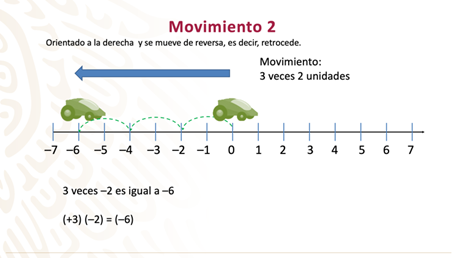 Movimiento 2
Orientado a la derecha y se mueve de reversa, es decir, retrocede.
Movimiento:
3 veces 2 unidades
−7 −6 −5 −4 −3 −2 −1 0 1 2 3 4 5 6 7
3 veces −2 es igual a −6
(+3) (−2) = (−6)